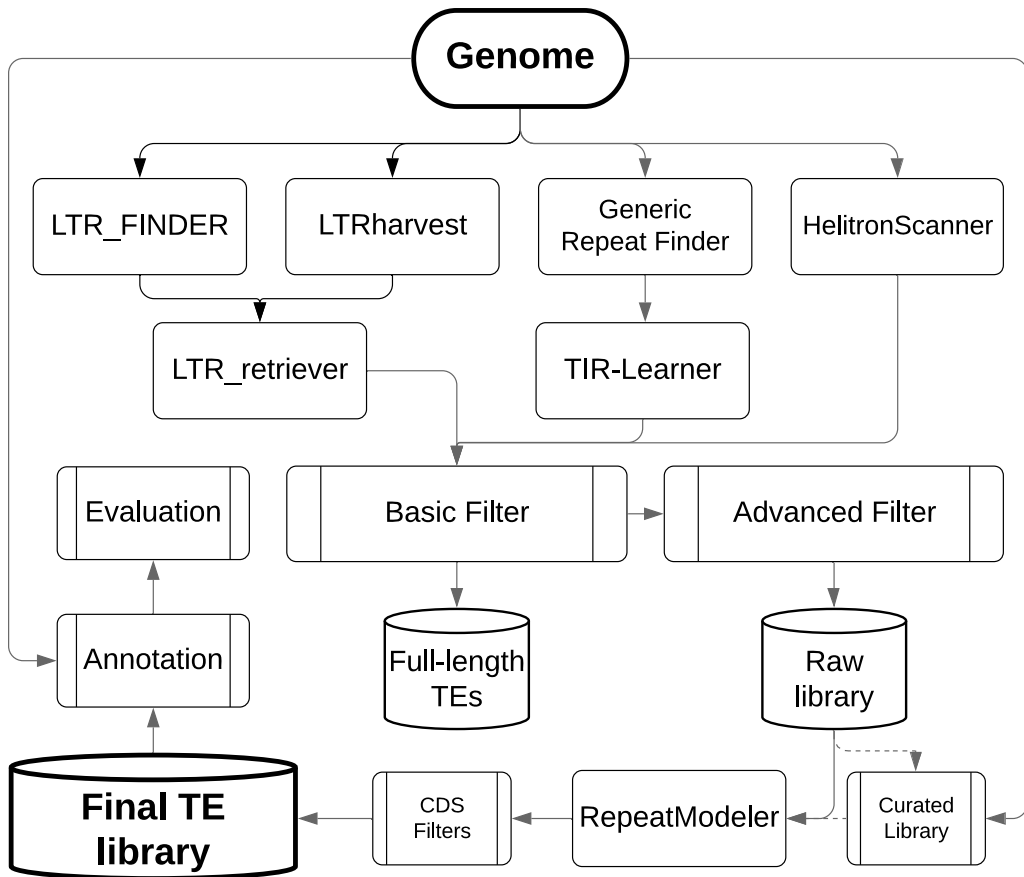 Genome
LTR_FINDER
LTRharvest
Generic
Repeat Finder
HelitronScanner
LTR_retriever
TIR-Learner
Evaluation
Basic Filter
Advanced Filter
Annotation
Full-length
TEs
Raw
library
Final TE
library
CDS
Filters
RepeatModeler
Curated
Library